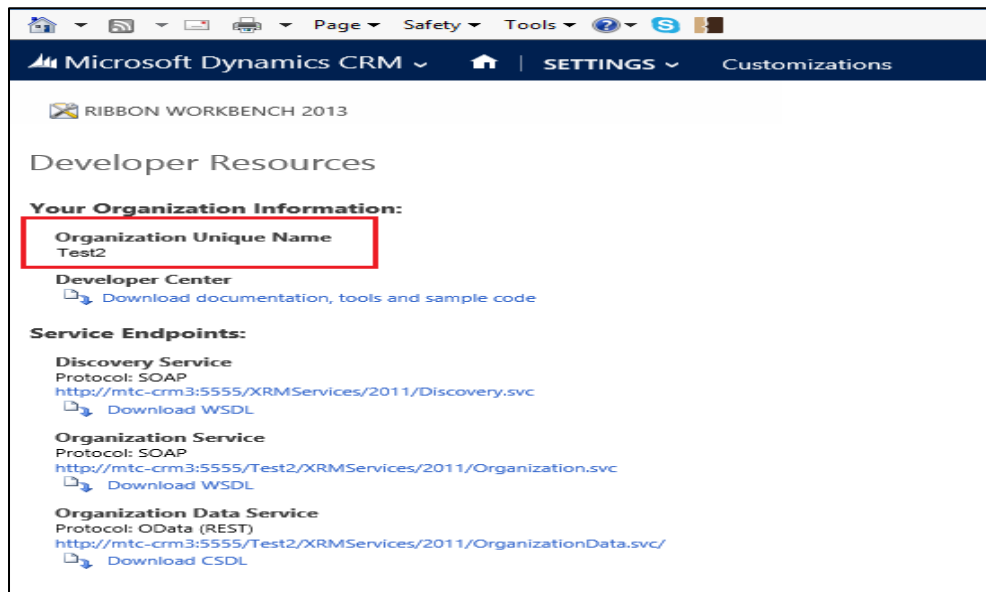 Page Safety Tools
Microsoft Dynamics CRM | SETTINGS Customizations
RIBBON WORKBENCH 2013
Developer Resources
Your Organization Information:
Organization Unique Name
Test2
Developer Center
Download documentation, tools and sample code
Service Endpoints:
Discovery Service
Protocol: SOAP
http://mtc-crm3:5555/XRMServices/2011/Discovery.svc
Download WSDL
Organization Service
Protocol: SOAP
http://mtc-crm3:5555/Test2/XRMServices/2011/Organization.svc
Download WSDL
Organization Data Service
Protocol: OData (REST)
http://mtc-crm3:5555/Test2/XRMServices/2011/OrganizationData.svc/
Download CSDL